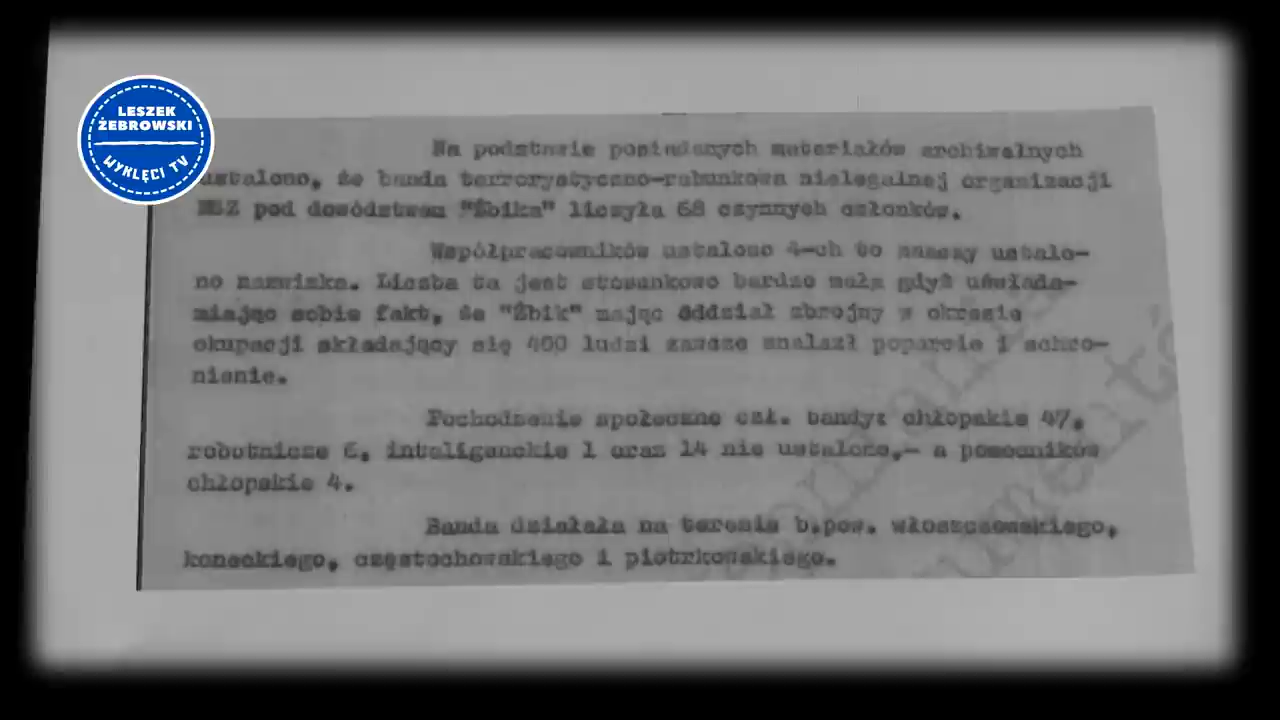 LESZEK
ŻEBROWSKI
WYKLĘCI TV
Na podstawie posiadanych materiałów archiwalnych
ustalono, że banda terrorystyczno-rabunkowa nielegalnej organizacji
NSZ pod dowództwem "Żbika" liczyła 68 czynnych członków.
Współpracowników ustalono 4-ch to znaczy ustalo-
no nazwiska. Liczba ta jest stosunkowo bardzo mała gdyż uświada-
miając sobie fakt, że "Żbik" mając oddział zbrojny w okresie
okupacji składający się 400 ludzi zawsze znalazł poparcie i schro-
nienie.
Pochodzenie społeczne czł. bandy: chłopskie 47,
robotnicze 6, inteligenckie 1 oraz 14 nie ustalono,- a pomocników
chłopskie 4.
Banda działała na terenie b.pow. włoszczowskiego,
koneckiego, częstochowskiego i piotrkowskiego.